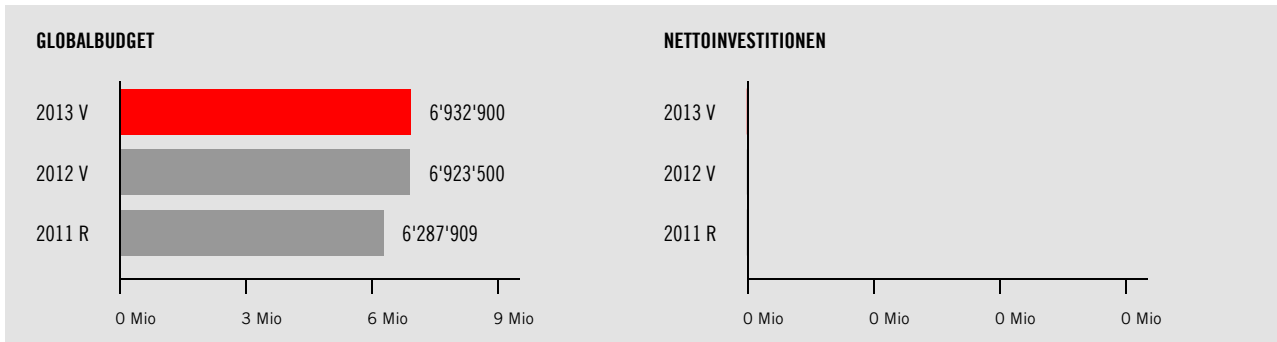 GLOBALBUDGET
2013 V 6'932'900
2012 V 6'923'500
2011 R 6'287'909
0 Mio 3 Mio 6 Mio 9 Mio
NETTOINVESTITIONEN
2013 V
2012 V
2011 R
0 Mio 0 Mio 0 Mio 0 Mio